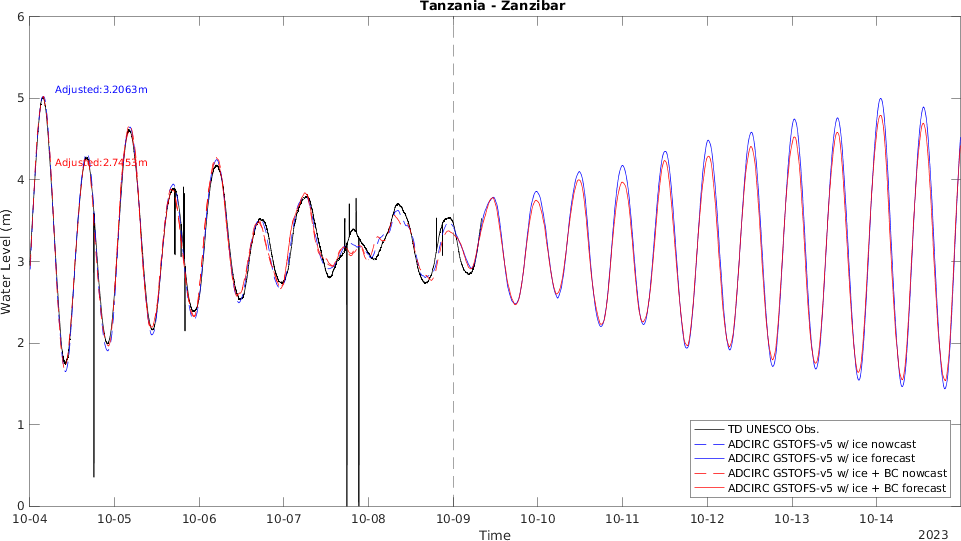 Tanzania - Zanzibar
6
5
4
3
2
1
0
Water Level (m)
Adjusted:3.2063m
Adjusted:2.7453m
TD UNESCO Obs.
ADCIRC GSTOFS-v5 w/ ice nowcast
ADCIRC GSTOFS-v5 w/ ice forecast
ADCIRC GSTOFS-v5 w/ ice + BC nowcast
ADCIRC GSTOFS-v5 w/ ice + BC forecast
10-04 10-05 10-06 10-07 10-08 10-09 10-10 10-11 10-12 10-13 10-14
Time
2023